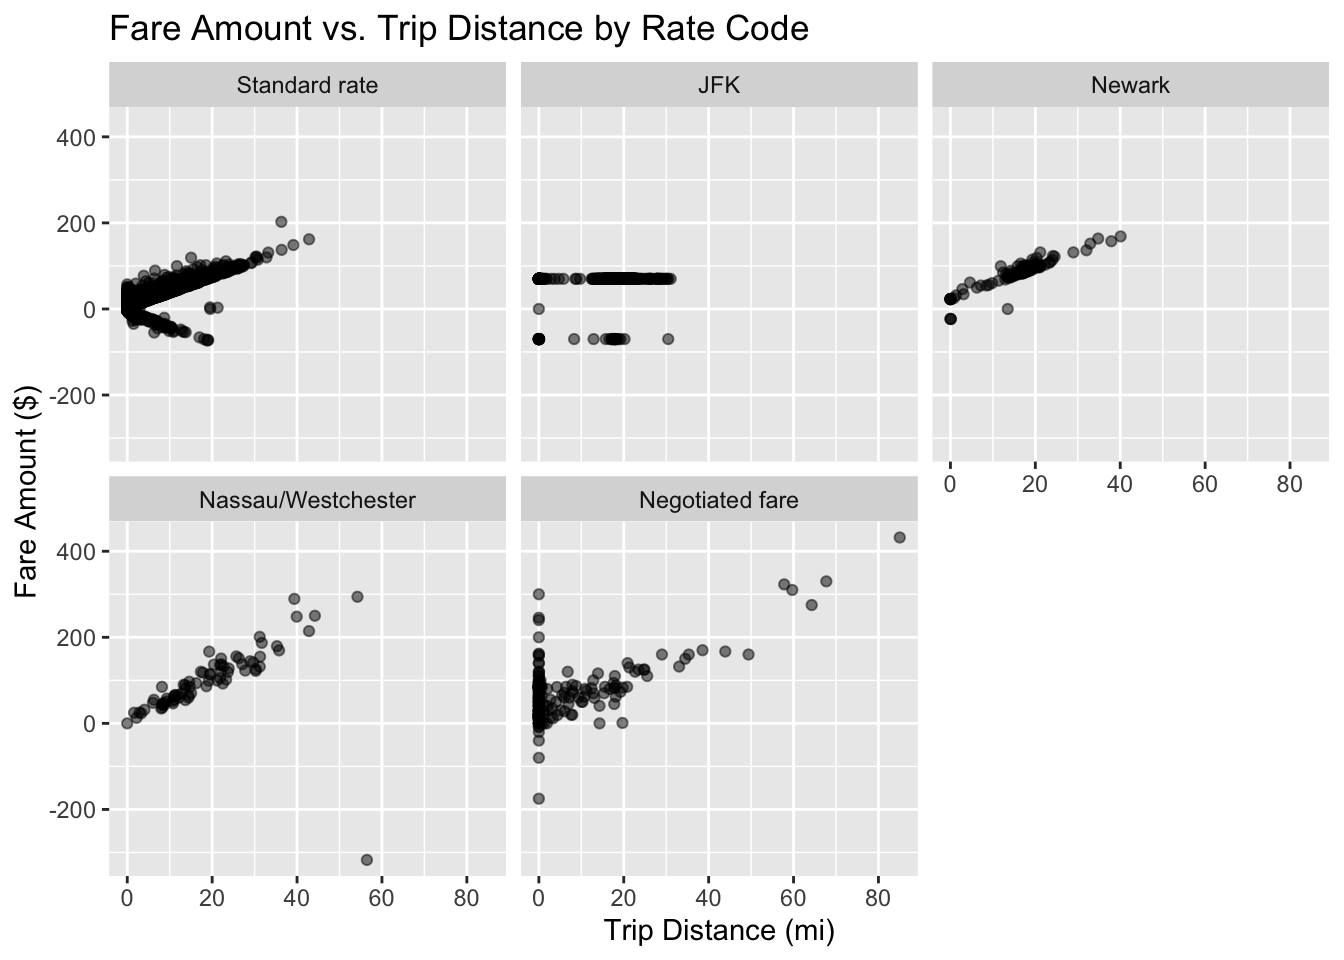 Fare Amount vs. Trip Distance by Rate Code
Standard rate
JFK
Newark
400
200
0
-200
0 20 40 60 80
Nassau/Westchester
Negotiated fare
400
200
0
-200
0 20 40 60 80
0 20 40 60 80
Fare Amount ($)
Trip Distance (mi)